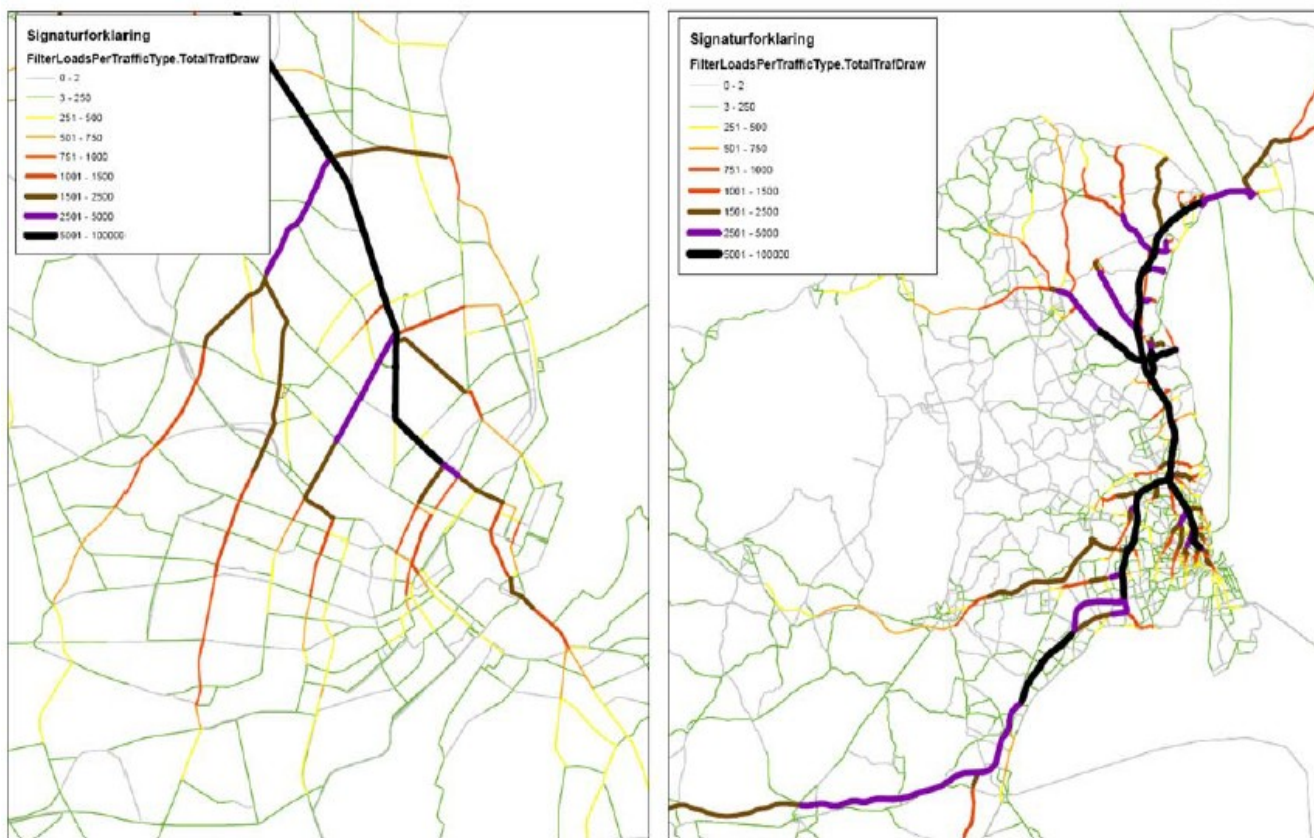 Signaturforklaring
FilterLoadsPerTrafficType.TotalTrafDraw
0 - 2
3 - 250
251 - 500
501 - 750
751 - 1000
1001 - 1500
1501 - 2500
2501 - 5000
5001 - 100000
Signaturforklaring
FilterLoadsPerTrafficType.TotalTrafDraw
0 - 2
3 - 250
251 - 500
501 - 750
751 - 1000
1001 - 1500
1501 - 2500
2501 - 5000
5001 - 100000